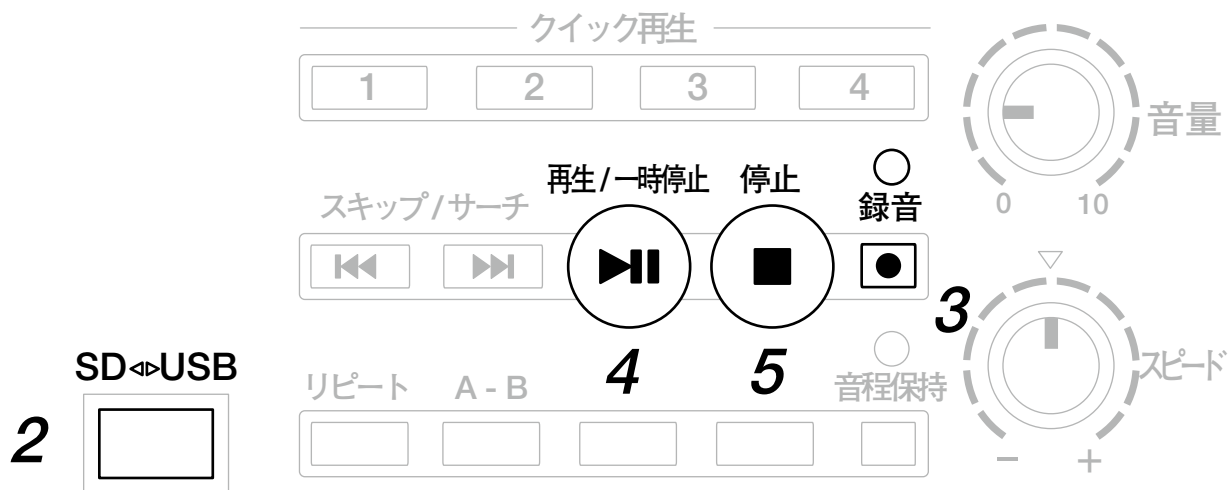 クイック再生
1 2 3 4
音量
0 10
スキップ/サーチ
再生/一時停止
停止
録音
3
スピード
− +
4
5
SD USB
2
リピート
A - B
音程保持